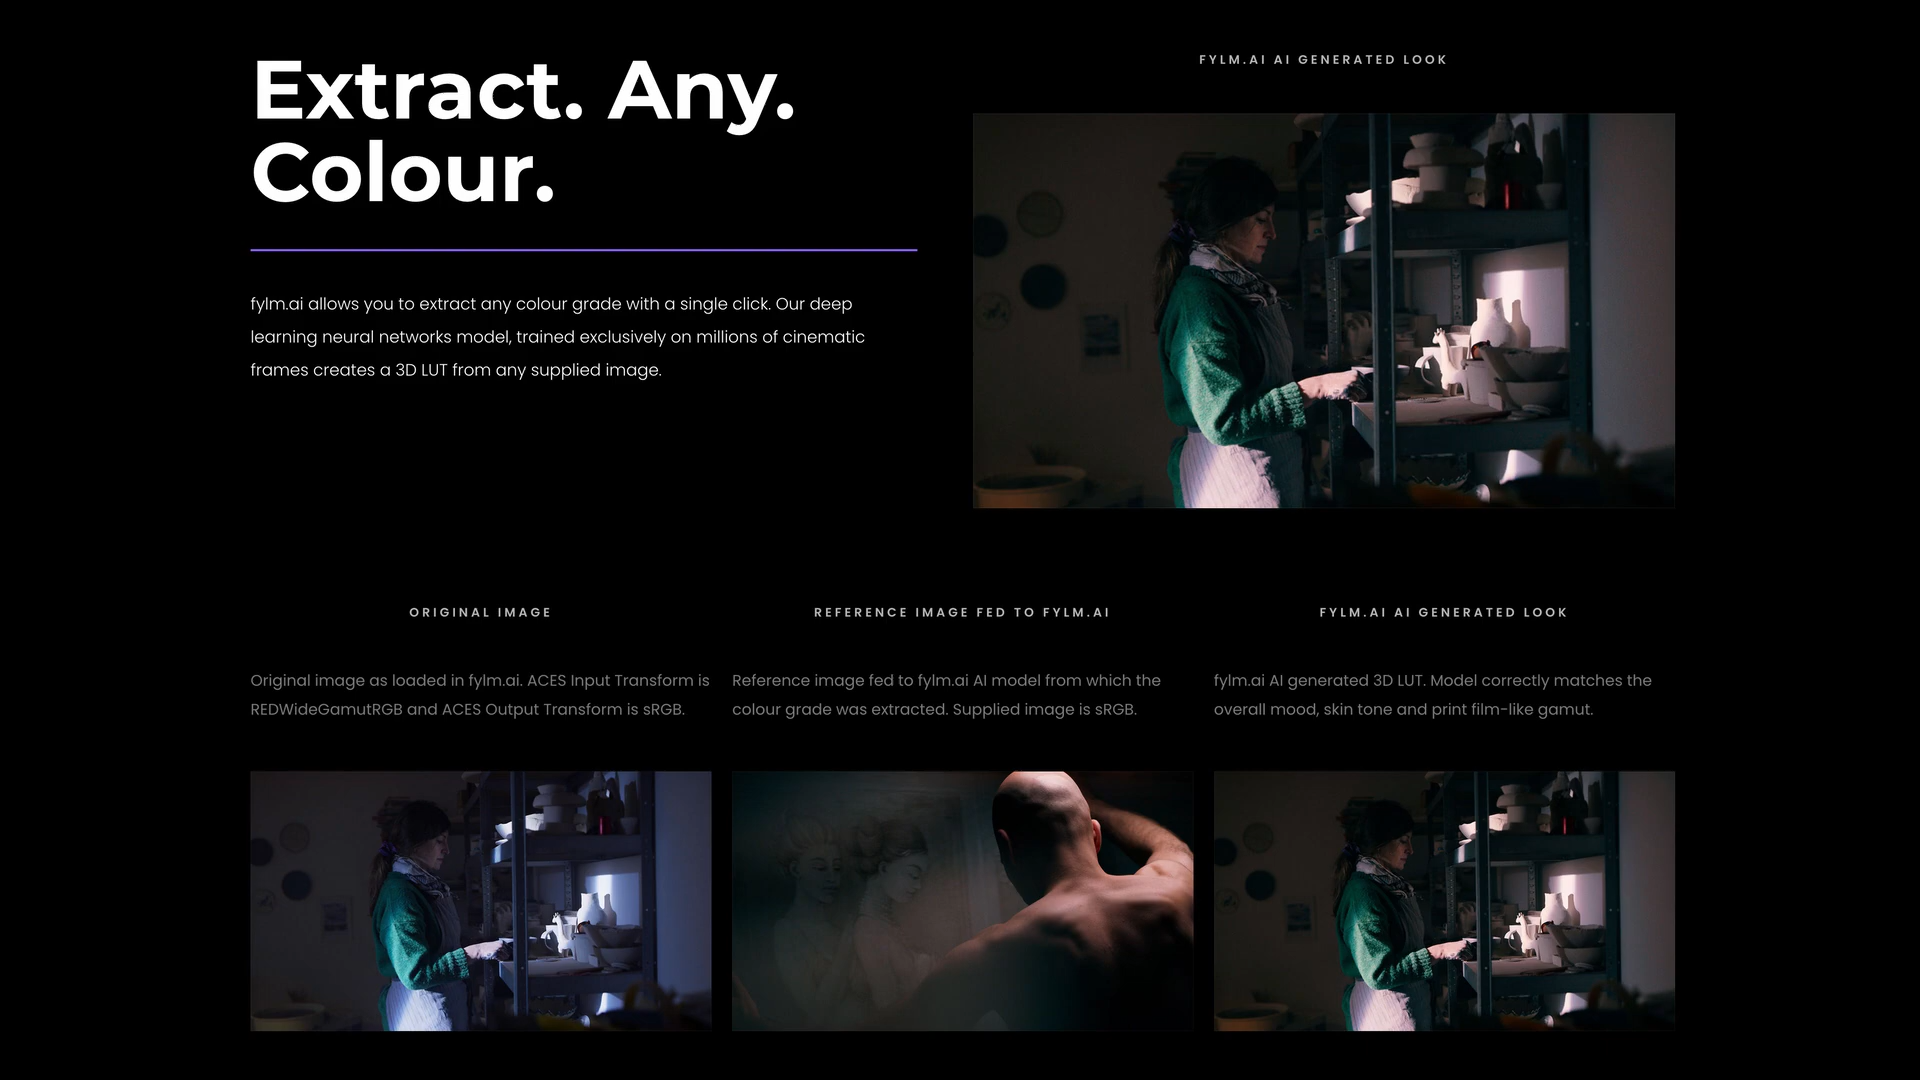 Extract. Any.
Colour.
fylm.ai allows you to extract any colour grade with a single click. Our deep
learning neural networks model, trained exclusively on millions of cinematic
frames creates a 3D LUT from any supplied image.
FYLM.AI AI GENERATED LOOK
ORIGINAL IMAGE
Original image as loaded in fylm.ai. ACES Input Transform is
REDWideGamutRGB and ACES Output Transform is sRGB.
REFERENCE IMAGE FED TO FYLM.AI
Reference image fed to fylm.ai AI model from which the
colour grade was extracted. Supplied image is sRGB.
FYLM.AI AI GENERATED LOOK
fylm.ai AI generated 3D LUT. Model correctly matches the
overall mood, skin tone and print film-like gamut.